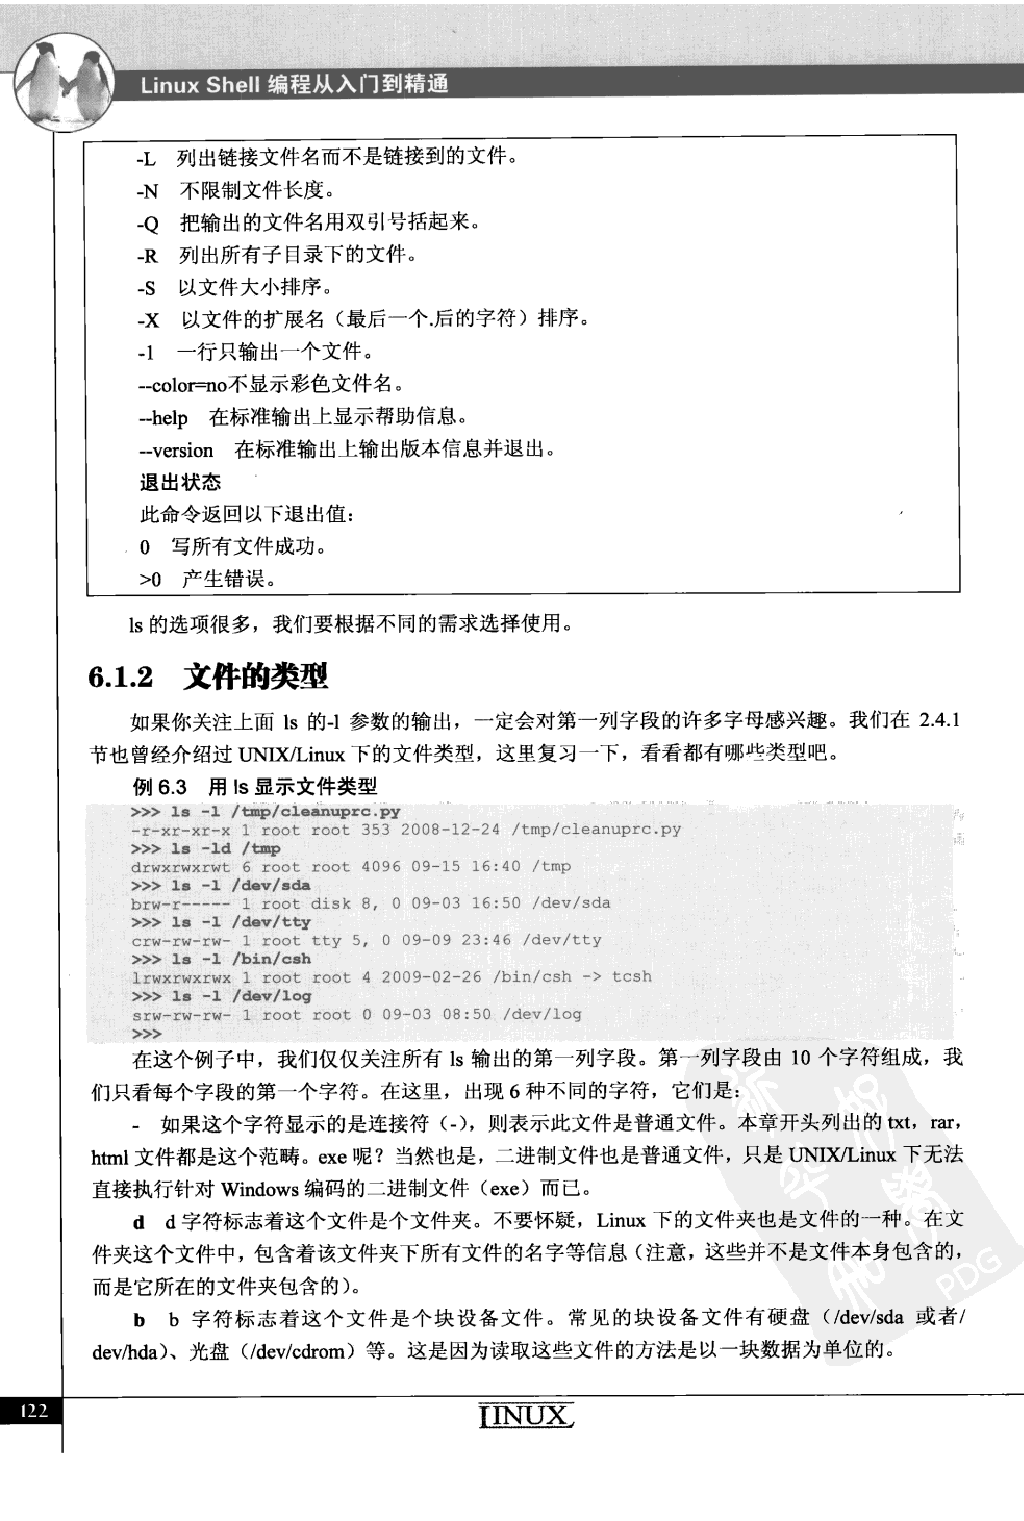 Linux Shell 编程从入门到精通
-L 列出链接文件名而不是链接到的文件。
-N 不限制文件长度。
-Q 把输出的文件名用双引号括起来。
-R 列出所有子目录下的文件。
-S 以文件大小排序。
-X 以文件的扩展名（最后一个.后的字符）排序。
-1 一行只输出一个文件。
--color=no不显示彩色文件名。
--help 在标准输出上显示帮助信息。
--version 在标准输出上输出版本信息并退出。
退出状态
此命令返回以下退出值：
0 写所有文件成功。
>0 产生错误。
ls 的选项很多，我们要根据不同的需求选择使用。
6.1.2 文件的类型
如果你关注上面 ls 的-l 参数的输出，一定会对第一列字段的许多字母感兴趣。我们在 2.4.1
节也曾经介绍过 UNIX/Linux 下的文件类型，这里复习一下，看看都有哪些类型吧。
例 6.3 用 ls 显示文件类型
>>> ls -l /tmp/cleanuprc.py
-r-xr-xr-x 1 root root 353 2008-12-24 /tmp/cleanuprc.py
>>> ls -ld /tmp
drwxrwxrwt 6 root root 4096 09-15 16:40 /tmp
>>> ls -l /dev/sda
brw-r----- 1 root disk 8, 0 09-03 16:50 /dev/sda
>>> ls -l /dev/tty
crw-rw-rw- 1 root tty 5, 0 09-09 23:46 /dev/tty
>>> ls -l /bin/csh
lrwxrwxrwx 1 root root 4 2009-02-26 /bin/csh -> tcsh
>>> ls -l /dev/log
srw-rw-rw- 1 root root 0 09-03 08:50 /dev/log
>>>
在这个例子中，我们仅仅关注所有 ls 输出的第一列字段。第一列字段由 10 个字符组成，我
们只看每个字段的第一个字符。在这里，出现 6 种不同的字符，它们是：
- 如果这个字符显示的是连接符（-），则表示此文件是普通文件。本章开头列出的 txt，rar，
html 文件都是这个范畴。exe 呢？当然也是，二进制文件也是普通文件，只是 UNIX/Linux 下无法
直接执行针对 Windows 编码的二进制文件（exe）而已。
d d 字符标志着这个文件是个文件夹。不要怀疑，Linux 下的文件夹也是文件的一种。在文
件夹这个文件中，包含着该文件夹下所有文件的名字等信息（注意，这些并不是文件本身包含的，
而是它所在的文件夹包含的）。
b b 字符标志着这个文件是个块设备文件。常见的块设备文件有硬盘（/dev/sda 或者/
dev/hda）、光盘（/dev/cdrom）等。这是因为读取这些文件的方法是以一块数据为单位的。
PDG
122
LINUX